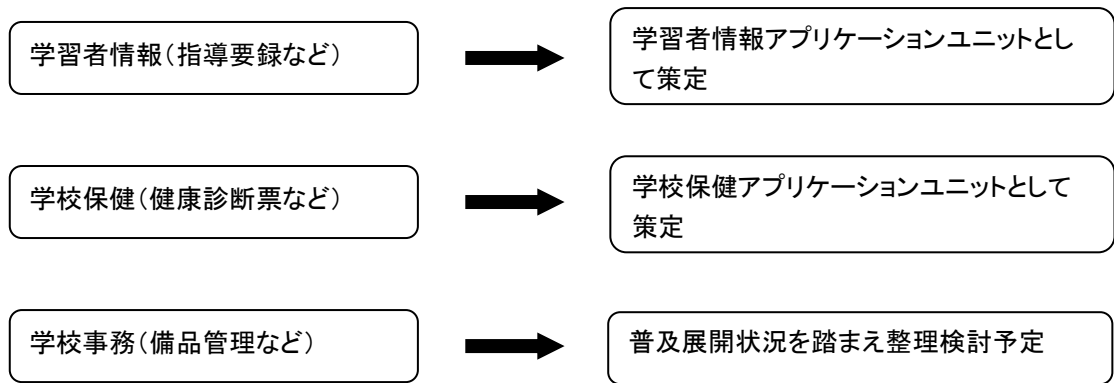 学習者情報（指導要録など）
学習者情報アプリケーションユニットとし
て策定
学校保健（健康診断票など）
学校保健アプリケーションユニットとして
策定
学校事務（備品管理など）
普及展開状況を踏まえ整理検討予定